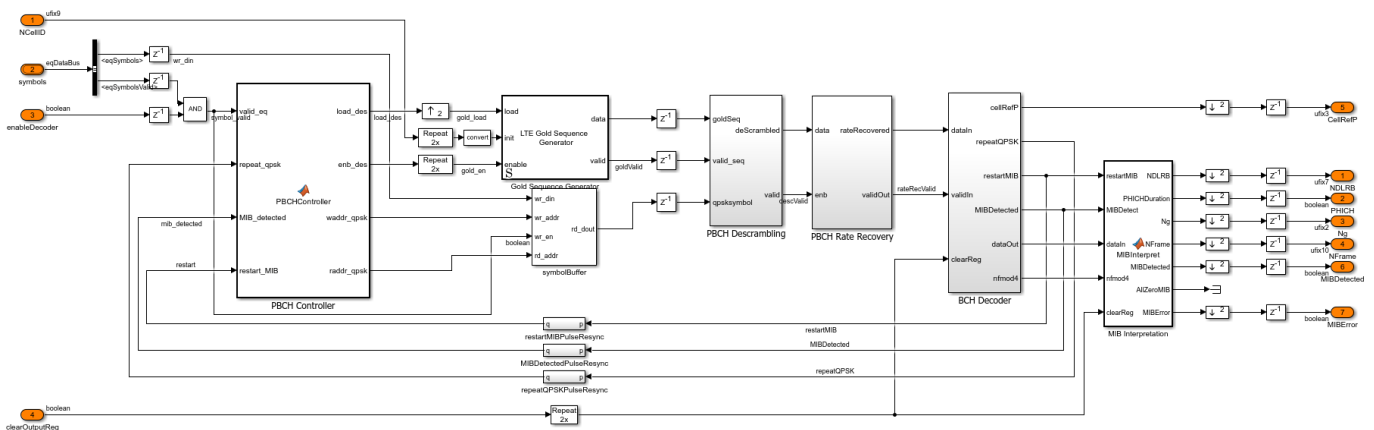 1
ufix9
NCellID
2
eqDataBus
symbols
<eqSymbols>
<eqSymbolsValid>
3
boolean
enableDecoder
Z-1
Z-1
Z-1
wr_din
AND
symbol_valid
valid_eq
repeat_qpsk
MIB_detected
restart_MIB
PBCHController
load_des
enb_des
waddr_qpsk
raddr_qpsk
PBCH Controller
load_des
↑ 2
gold_load
Repeat
2x
convert
Repeat
2x
gold_en
load
init
enable
LTE Gold Sequence
Generator
S
data
valid
Gold Sequence Generator
goldValid
wr_din
wr_addr
wr_en
rd_addr
rd_dout
boolean
symbolBuffer
Z-1
Z-1
Z-1
goldSeq
valid_seq
qpsksymbol
deScrambled
valid
PBCH Descrambling
descValid
data
enb
rateRecovered
validOut
PBCH Rate Recovery
rateRecValid
dataIn
validIn
clearReg
cellRefP
repeatQPSK
restartMIB
MIBDetected
dataOut
nfmod4
BCH Decoder
restartMIB
MIBDetect
dataIn
nfmod4
clearReg
MIBInterpret
NDLRB
PHICHDuration
Ng
NFrame
MIBDetected
AllZeroMIB
MIBError
MIB Interpretation
↓ 2
Z-1
ufix3
5
CellRefP
↓ 2
Z-1
ufix7
1
NDLRB
↓ 2
Z-1
boolean
2
PHICH
↓ 2
Z-1
ufix2
3
Ng
↓ 2
Z-1
ufix10
4
NFrame
↓ 2
Z-1
boolean
6
MIBDetected
↓ 2
Z-1
boolean
7
MIBError
mib_detected
restart
q
p
restartMIBPulseResync
restartMIB
q
p
MIBDetectedPulseResync
MIBDetected
q
p
repeatQPSKPulseResync
repeatQPSK
4
boolean
clearOutputReg
Repeat
2x